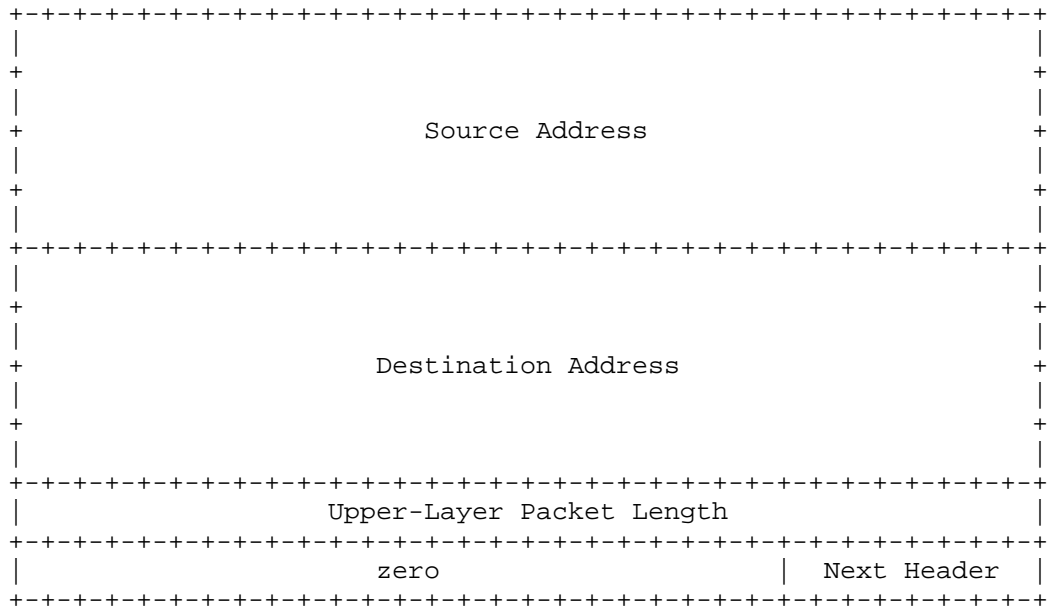 Source Address
Destination Address
Upper-Layer Packet Length
zero Next Header